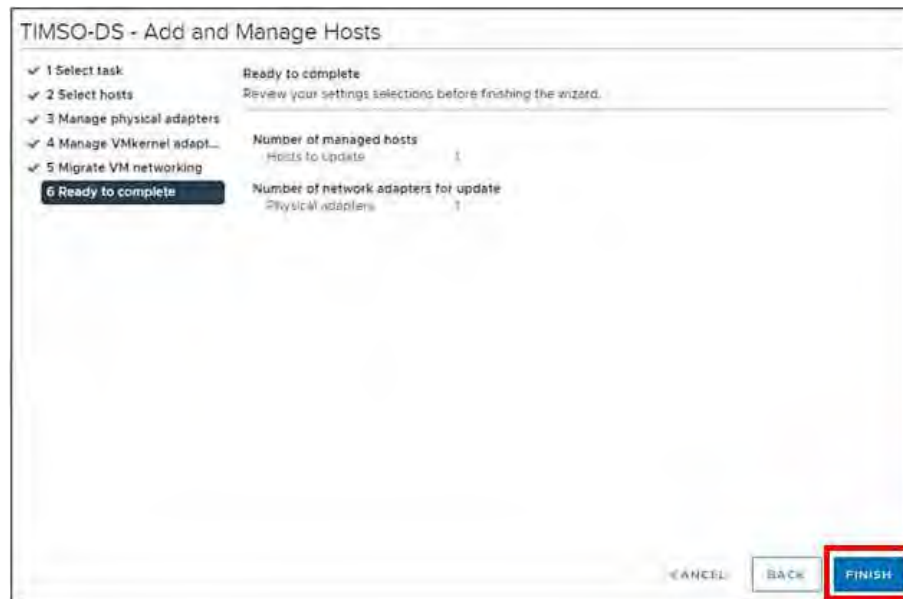 TIMSO-DS - Add and Manage Hosts
✓ 1 Select task
✓ 2 Select hosts
✓ 3 Manage physical adapters
✓ 4 Manage VMkernel adapt...
✓ 5 Migrate VM networking
6 Ready to complete
Ready to complete
Review your settings selections before finishing the wizard.
Number of managed hosts
Hosts to update 1
Number of network adapters for update
Physical adapters 1
CANCEL BACK FINISH